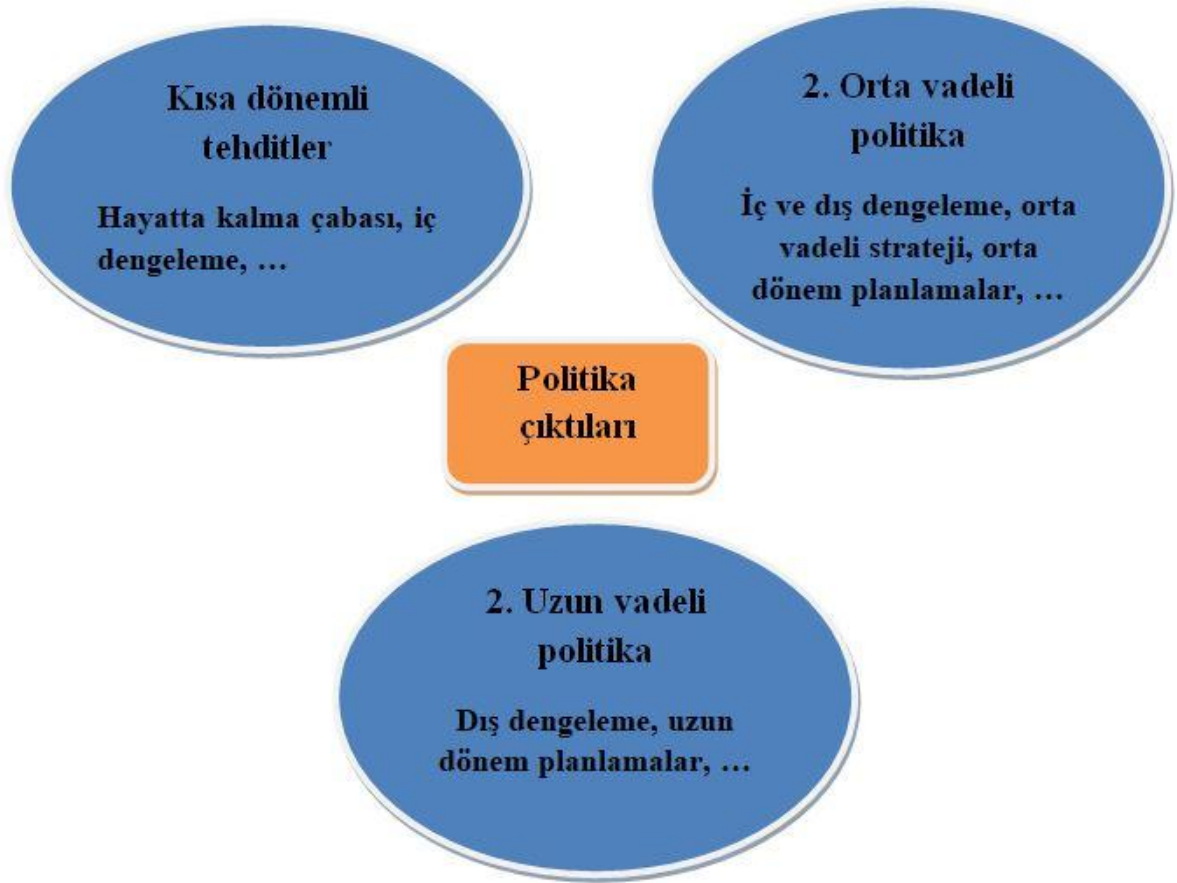 Kısa dönemli
tehditler
Hayatta kalma çabası, iç
dengeleme, …
2. Orta vadeli
politika
İç ve dış dengeleme, orta
vadeli strateji, orta
dönem planlamalar, …
Politika
çıktıları
2. Uzun vadeli
politika
Dış dengeleme, uzun
dönem planlamalar, …